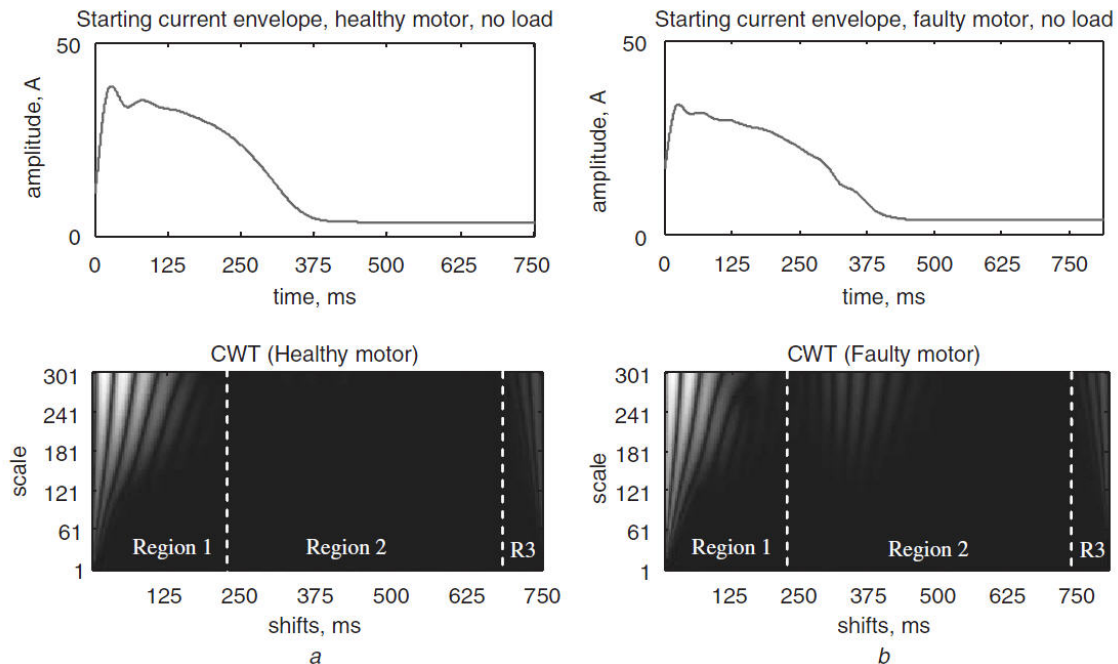 Starting current envelope, healthy motor, no load
50
0
amplitude, A
0 125 250 375 500 625 750
time, ms
CWT (Healthy motor)
301
241
181
121
61
1
scale
Region 1 Region 2 R3
125 250 375 500 625 750
shifts, ms
a
Starting current envelope, faulty motor, no load
50
0
amplitude, A
0 125 250 375 500 625 750
time, ms
CWT (Faulty motor)
301
241
181
121
61
1
scale
Region 1 Region 2 R3
125 250 375 500 625 750
shifts, ms
b